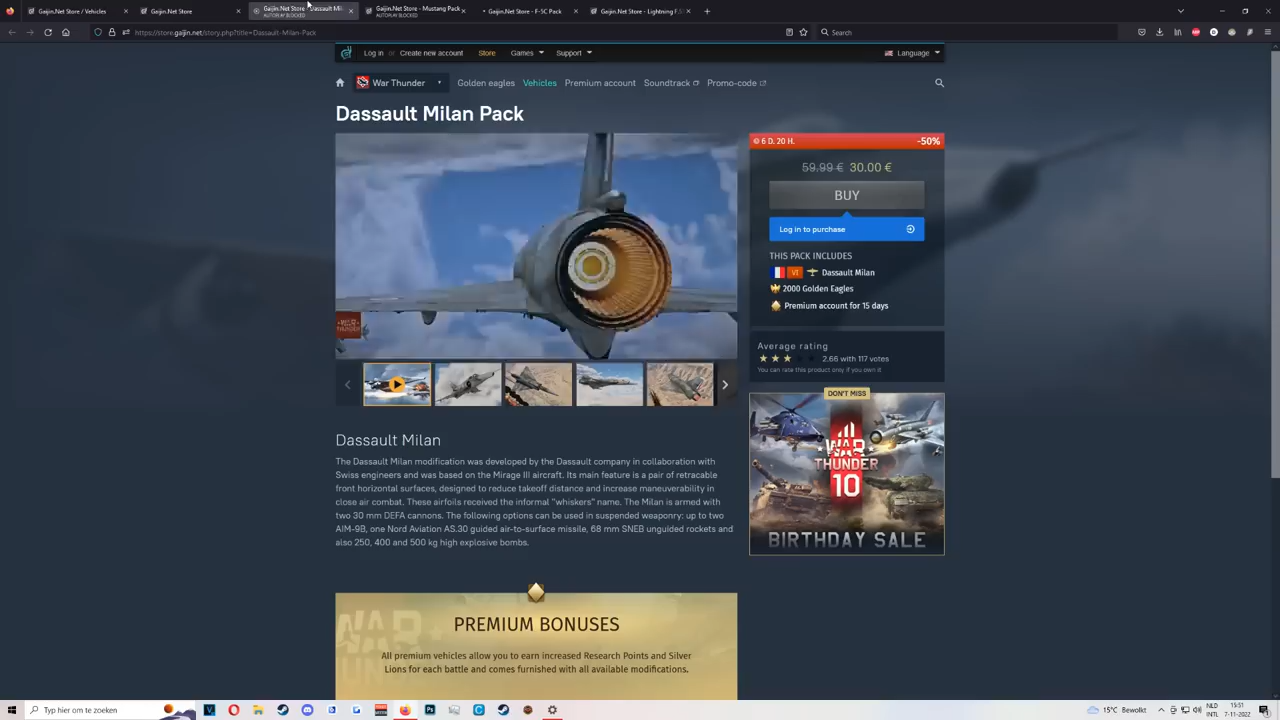 Gaijin.Net Store / Vehicles
Gaijin.Net Store
Gaijin.Net Store - Dassault Mil
AUTOPLAY BLOCKED
Gaijin.Net Store - Mustang Pack
AUTOPLAY BLOCKED
Gaijin.Net Store - F-5C Pack
Gaijin.Net Store - Lightning F.
https://store.gaijin.net/story.php?title=Dassault-Milan-Pack
Search
Log in or Create new account Store Games Support Language
War Thunder Golden eagles Vehicles Premium account Soundtrack Promo-code
Dassault Milan Pack
6 D. 20 H. -50%
59.99 € 30.00 €
BUY
Log in to purchase
THIS PACK INCLUDES
VI Dassault Milan
2000 Golden Eagles
Premium account for 15 days
WAR
THUNDER
Average rating
2.66 with 117 votes
You can rate this product only if you own it
DON'T MISS
WAR
THUNDER
10
BIRTHDAY SALE
Dassault Milan
The Dassault Milan modification was developed by the Dassault company in collaboration with
Swiss engineers and was based on the Mirage III aircraft. Its main feature is a pair of retracable
front horizontal surfaces, designed to reduce takeoff distance and increase maneuverability in
close air combat. These airfoils received the informal "whiskers" name. The Milan is armed with
two 30 mm DEFA cannons. The following options can be used in suspended weaponry: up to two
AIM-9B, one Nord Aviation AS.30 guided air-to-surface missile, 68 mm SNEB unguided rockets and
also 250, 400 and 500 kg high explosive bombs.
WAR
PREMIUM BONUSES
All premium vehicles allow you to earn increased Research Points and Silver
Lions for each battle and comes furnished with all available modifications.
Typ hier om te zoeken
15°C Bewolkt
NLD
INTL
15:51
7-11-2022